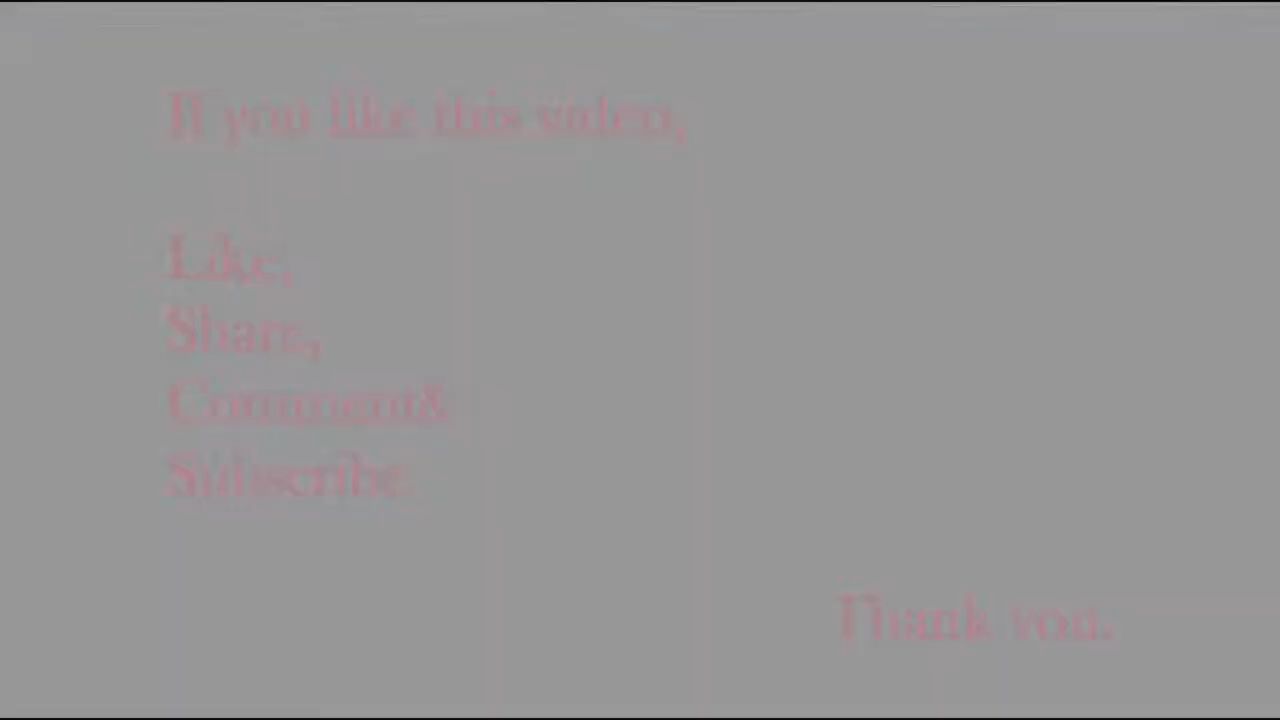 If you like this video,
Like,
Share,
Comment&
Subscribe.
Thank you.